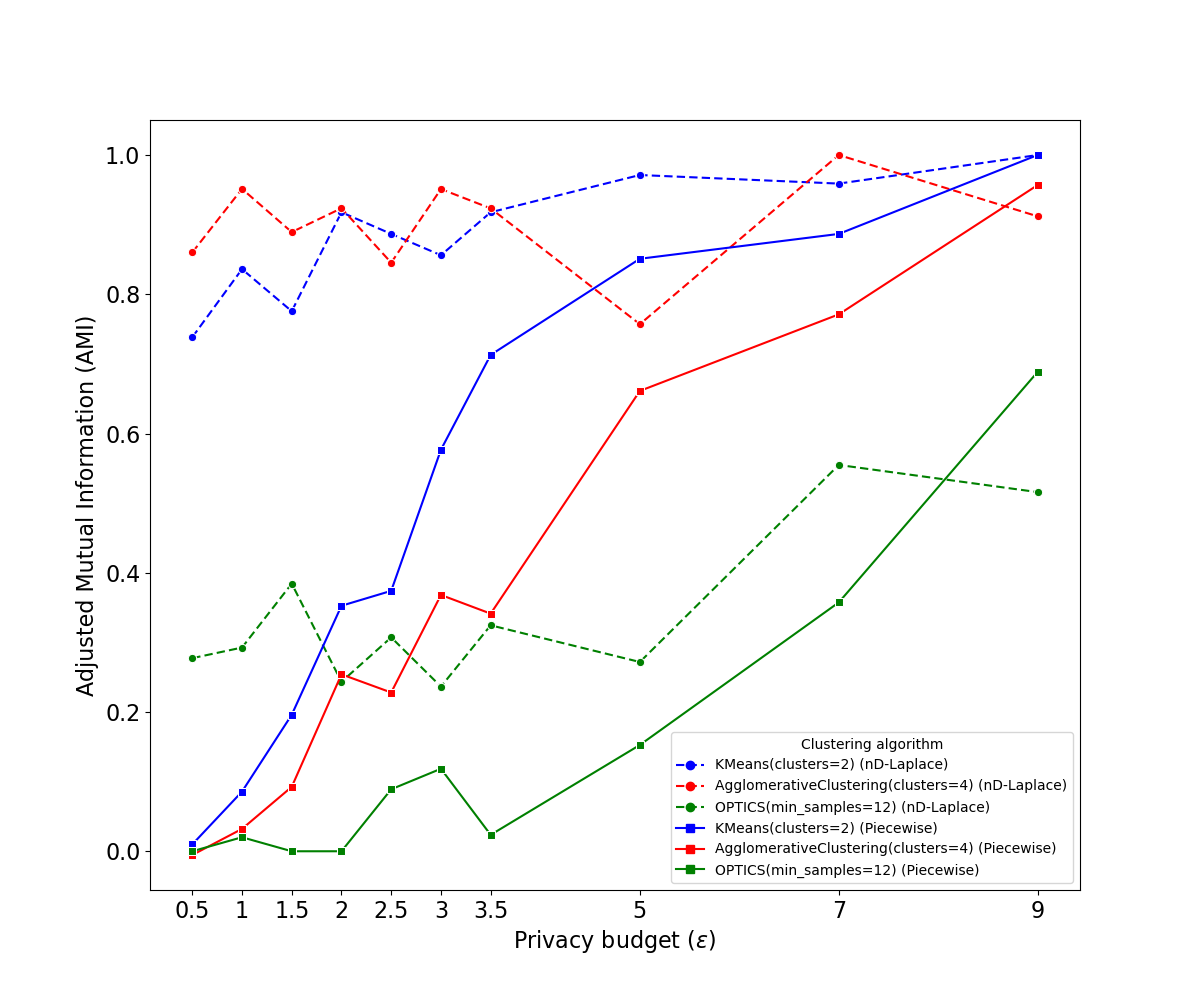 1.0
0.8
0.6
0.4
0.2
0.0
Adjusted Mutual Information (AMI)
0.5 1 1.5 2 2.5 3 3.5 5 7 9
Privacy budget (ε)
Clustering algorithm
KMeans(clusters=2) (nD-Laplace)
AgglomerativeClustering(clusters=4) (nD-Laplace)
OPTICS(min_samples=12) (nD-Laplace)
KMeans(clusters=2) (Piecewise)
AgglomerativeClustering(clusters=4) (Piecewise)
OPTICS(min_samples=12) (Piecewise)